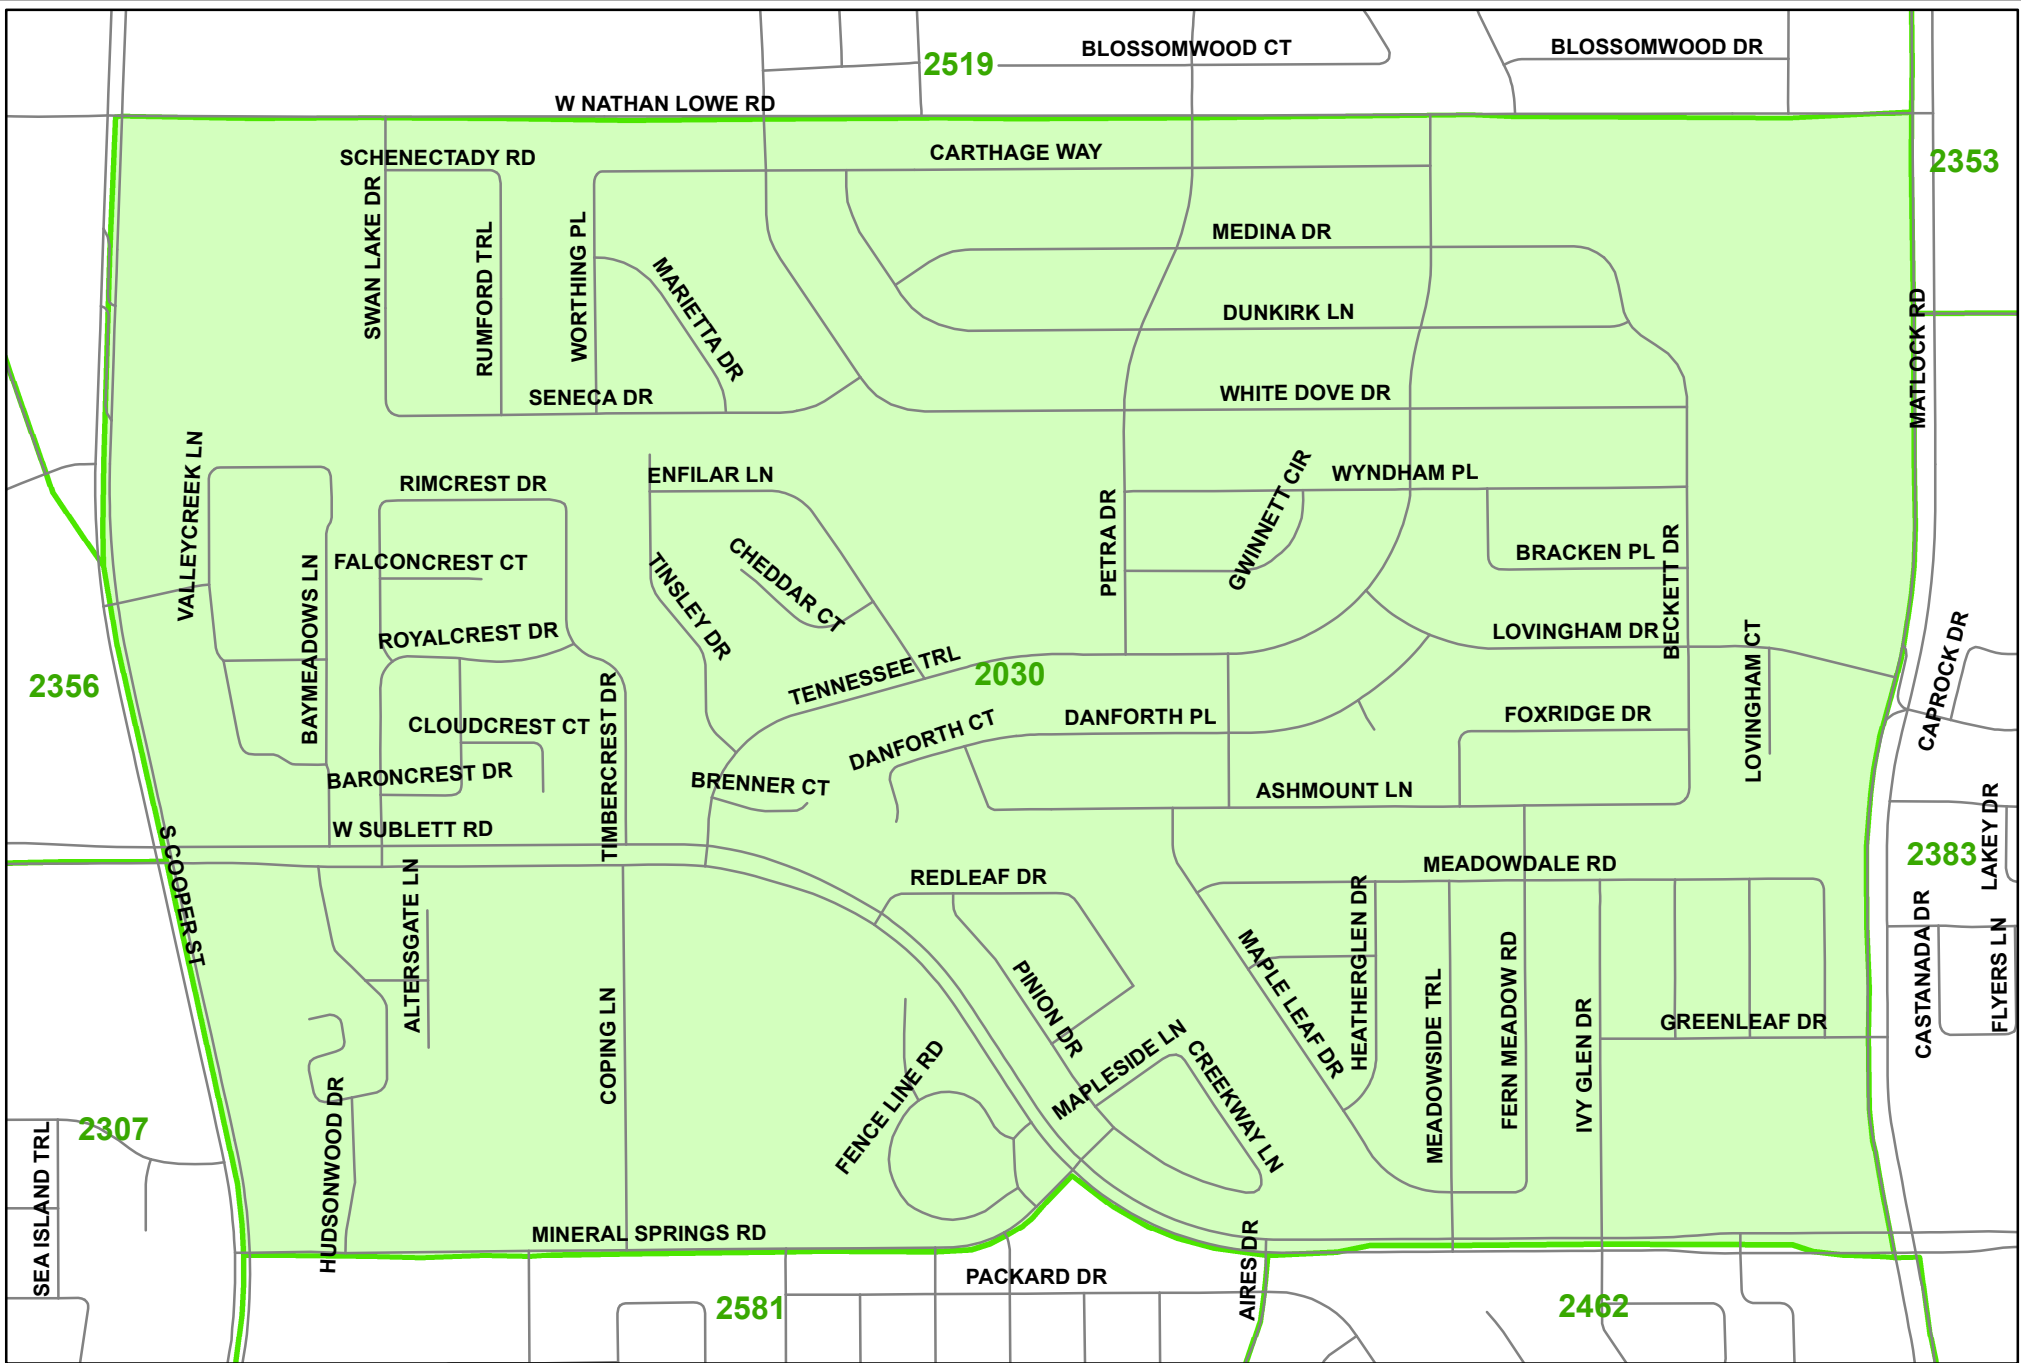 BLOSSOMWOOD CT
BLOSSOMWOOD DR
2519
W NATHAN LOWE RD
SCHENECTADY RD
CARTHAGE WAY
2353
SWAN LAKE DR
RUMFORD TRL
WORTHING PL
MARIETTA DR
MEDINA DR
DUNKIRK LN
MATLOCK RD
SENECA DR
WHITE DOVE DR
VALLEYCREEK LN
RIMCREST DR
ENFILAR LN
WYNDHAM PL
GWINNETT CIR
PETRA DR
FALCONCREST CT
BAYMEADOWS LN
TINSLEY DR
CHEDDAR CT
BRACKEN PL
BECKETT DR
ROYALCREST DR
LOVINGHAM DR
LOVINGHAM CT
CAPROCK DR
2356
TENNESSEE TRL
2030
TIMBERCREST DR
CLOUDCREST CT
DANFORTH CT
DANFORTH PL
FOXRIDGE DR
BARONCREST DR
BRENNER CT
ASHMOUNT LN
LAKEY DR
W SUBLETT RD
S COOPER ST
2383
MEADOWDALE RD
REDLEAF DR
ALTERSGATE LN
HEATHERGLEN DR
MAPLE LEAF DR
FERN MEADOW RD
CASTANADA DR
FLYERS LN
PINION DR
MEADOWSIDE TRL
IVY GLEN DR
GREENLEAF DR
COPING LN
FENCE LINE RD
MAPLESIDE LN
CREEKWAY LN
2307
SEA ISLAND TRL
HUDSONWOOD DR
MINERAL SPRINGS RD
AIRES DR
PACKARD DR
2581
2462